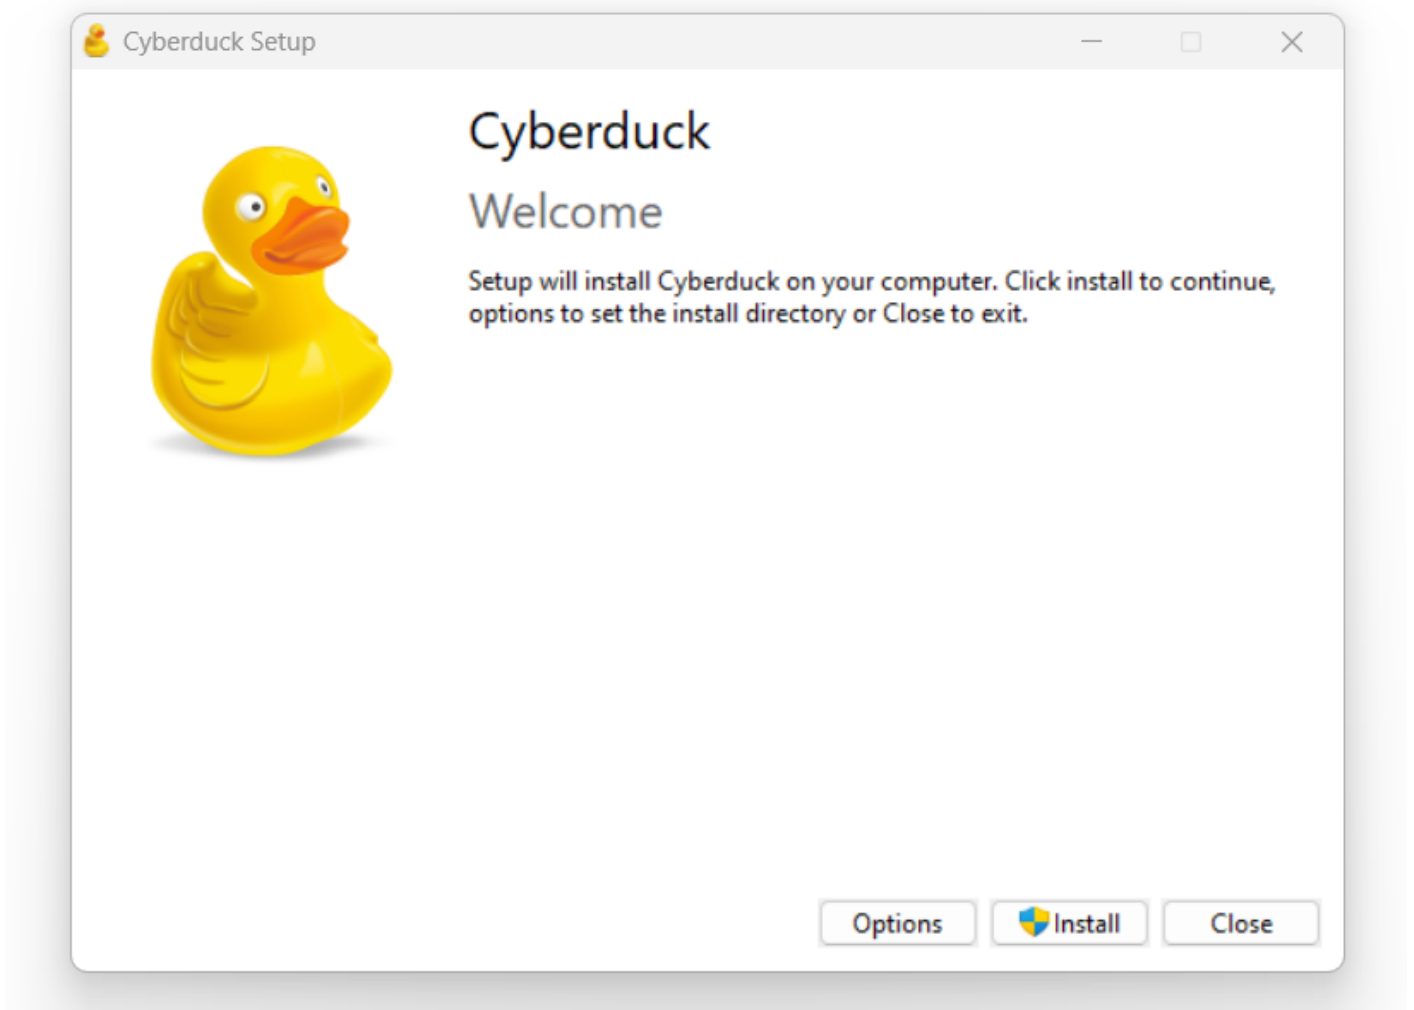 Cyberduck Setup
Cyberduck
Welcome
Setup will install Cyberduck on your computer. Click install to continue,
options to set the install directory or Close to exit.
Options
Install
Close